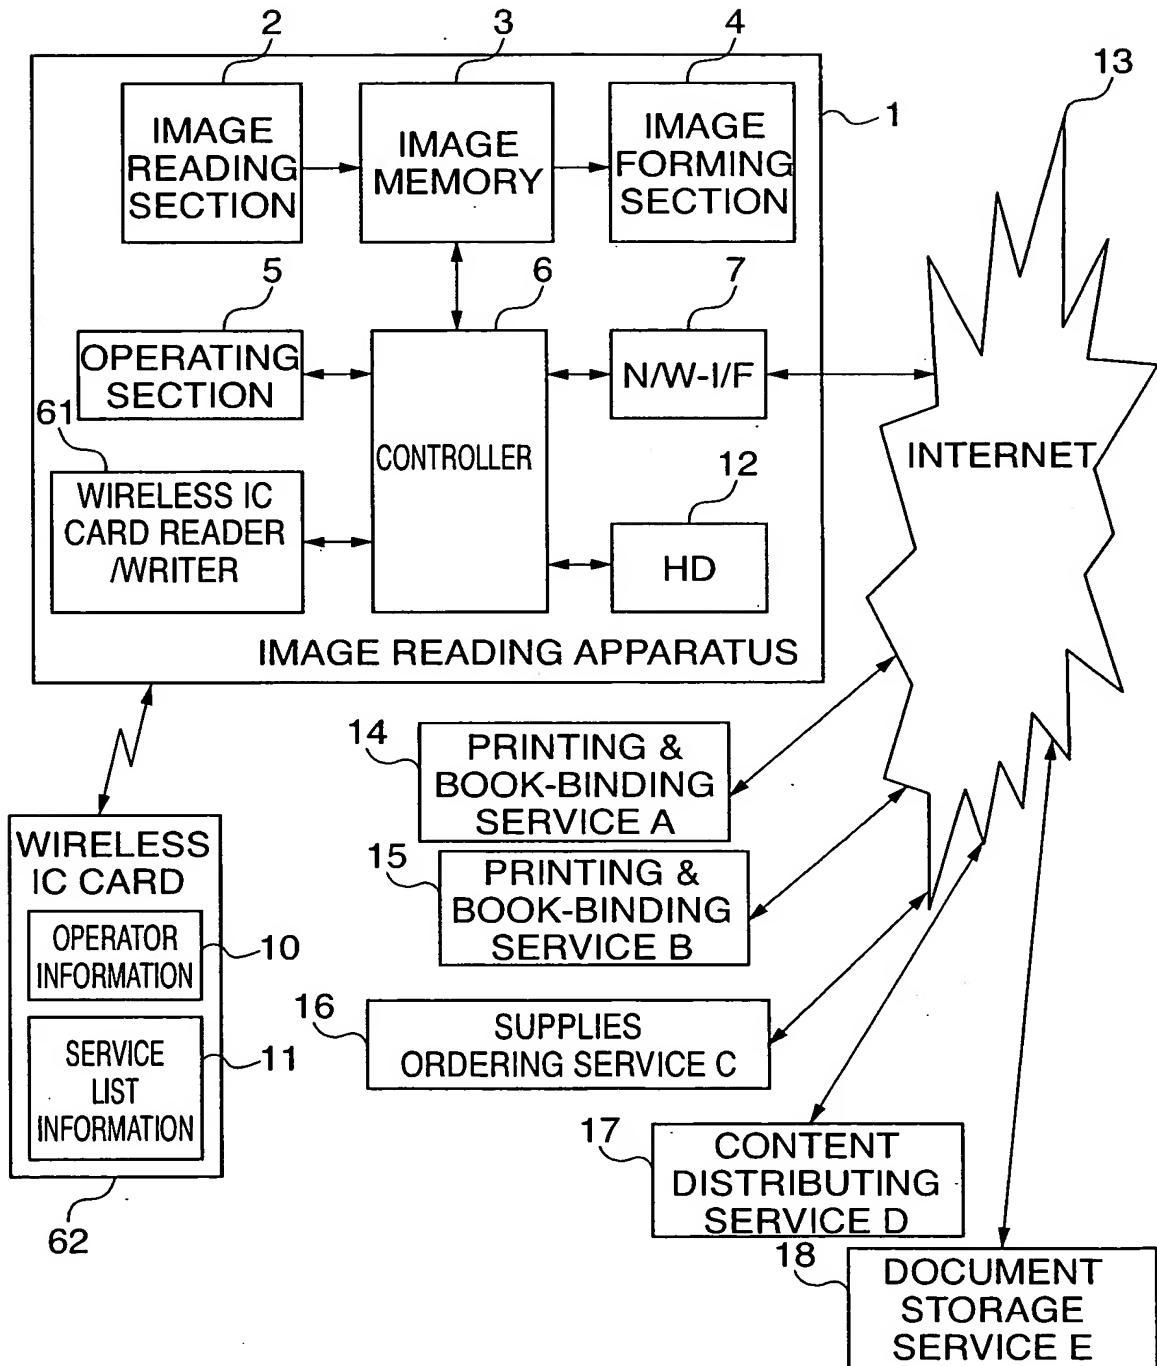 2
3
4
13
1
IMAGE
READING
SECTION
IMAGE
MEMORY
IMAGE
FORMING
SECTION
5
6
7
OPERATING
SECTION
N/W-I/F
61
INTERNET
CONTROLLER
12
WIRELESS IC
CARD READER
/WRITER
HD
IMAGE READING APPARATUS
14
PRINTING &
BOOK-BINDING
SERVICE A
15
PRINTING &
BOOK-BINDING
SERVICE B
WIRELESS
IC CARD
OPERATOR
INFORMATION
10
16
SUPPLIES
ORDERING SERVICE C
SERVICE
LIST
INFORMATION
11
62
17
CONTENT
DISTRIBUTING
SERVICE D
18
DOCUMENT
STORAGE
SERVICE E